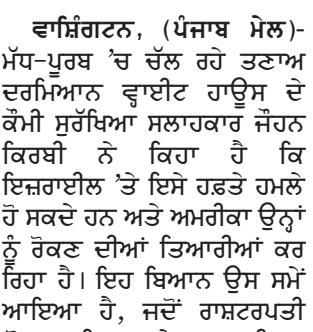 ਵਾਸ਼ਿੰਗਟਨ, (ਪੰਜਾਬ ਮੇਲ)-
ਮੱਧ-ਪੂਰਬ ’ਚ ਚੱਲ ਰਹੇ ਤਣਾਅ
ਦਰਮਿਆਨ ਵ੍ਹਾਈਟ ਹਾਊਸ ਦੇ
ਕੌਮੀ ਸੁਰੱਖਿਆ ਸਲਾਹਕਾਰ ਜੌਹਨ
ਕਿਰਬੀ ਨੇ ਕਿਹਾ ਹੈ ਕਿ
ਇਜ਼ਰਾਈਲ ’ਤੇ ਇਸੇ ਹਫ਼ਤੇ ਹਮਲੇ
ਹੋ ਸਕਦੇ ਹਨ ਅਤੇ ਅਮਰੀਕਾ ਉਨ੍ਹਾਂ
ਨੂੰ ਰੋਕਣ ਦੀਆਂ ਤਿਆਰੀਆਂ ਕਰ
ਰਿਹਾ ਹੈ। ਇਹ ਬਿਆਨ ਉਸ ਸਮੇਂ
ਆਇਆ ਹੈ, ਜਦੋਂ ਰਾਸ਼ਟਰਪਤੀ